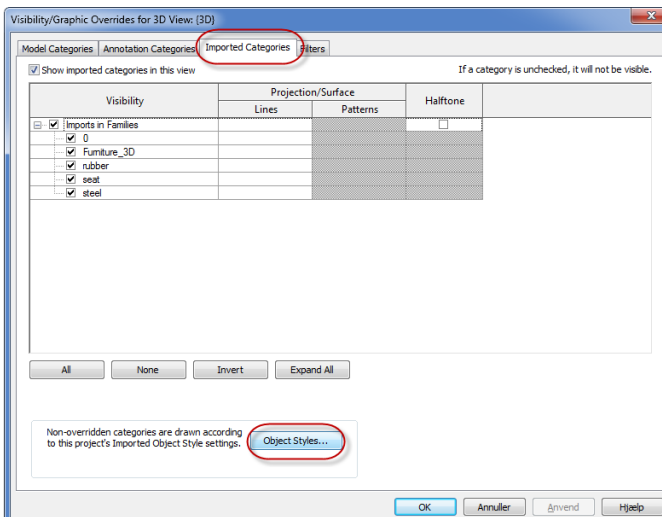 Visibility/Graphic Overrides for 3D View: {3D}
Model Categories Annotation Categories Imported Categories Filters
Show imported categories in this view If a category is unchecked, it will not be visible.
Visibility Projection/Surface Halftone
Lines Patterns
Imports in Families
0
Furniture_3D
rubber
seat
steel
All None Invert Expand All
Non-overridden categories are drawn according
to this project's Imported Object Style settings.
Object Styles...
OK Annuller Anvend Hjælp